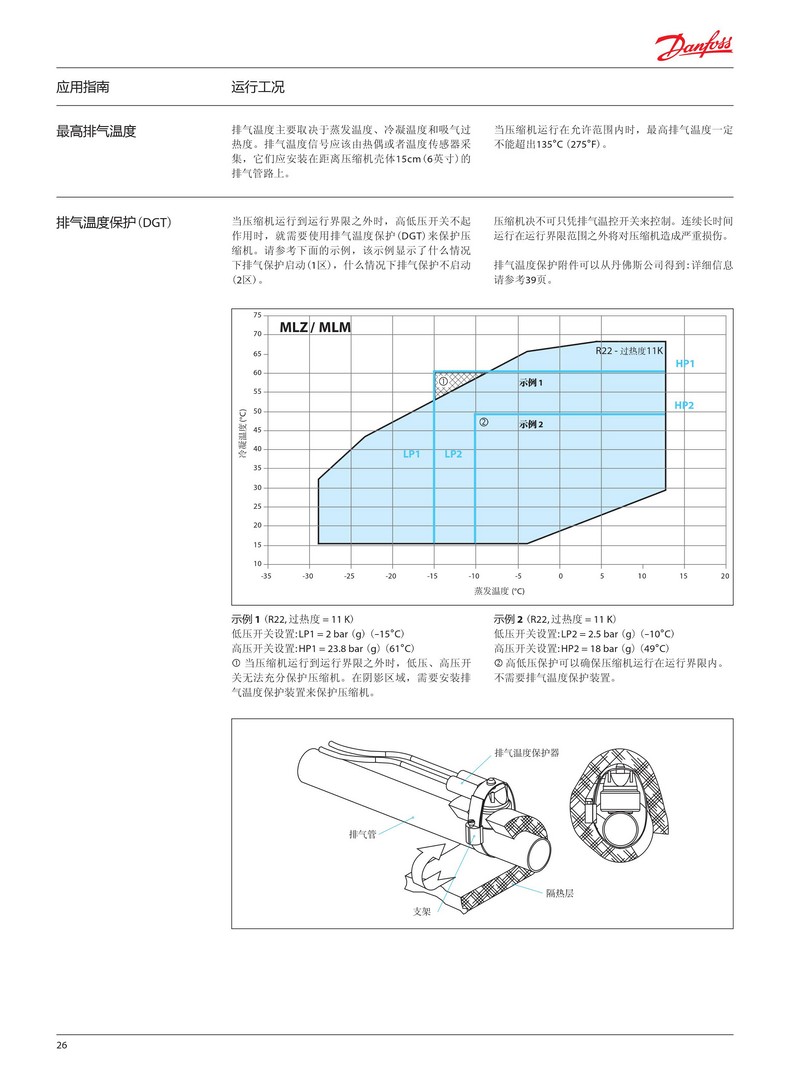 Danfoss
应用指南
运行工况
最高排气温度
排气温度主要取决于蒸发温度、冷凝温度和吸气过
热度。排气温度信号应该由热偶或者温度传感器采
集，它们应安装在距离压缩机壳体15cm（6英寸）的
排气管路上。
当压缩机运行在允许范围内时，最高排气温度一定
不能超出135°C（275°F）。
排气温度保护（DGT）
当压缩机运行到运行界限之外时，高低压开关不起
作用时，就需要使用排气温度保护（DGT）来保护压
缩机。请参考下面的示例，该示例显示了什么情况
下排气保护启动（1区），什么情况下排气保护不启动
（2区）。
压缩机决不可只凭排气温控开关来控制。连续长时间
运行在运行界限范围之外将对压缩机造成严重损伤。
排气温度保护附件可以从丹佛斯公司得到：详细信息
请参考39页。
MLZ / MLM
R22 - 过热度11K
HP1
①
示例 1
HP2
②
示例 2
LP1
LP2
冷凝温度(°C)
75
70
65
60
55
50
45
40
35
30
25
20
15
10
-35
-30
-25
-20
-15
-10
-5
0
5
10
15
20
蒸发温度 (°C)
示例 1（R22, 过热度 = 11 K）
低压开关设置：LP1 = 2 bar（g）（–15°C）
高压开关设置：HP1 = 23.8 bar（g）（61°C）
① 当压缩机运行到运行界限之外时，低压、高压开
关无法充分保护压缩机。在阴影区域，需要安装排
气温度保护装置来保护压缩机。
示例 2（R22, 过热度 = 11 K）
低压开关设置：LP2 = 2.5 bar（g）（–10°C）
高压开关设置：HP2 = 18 bar（g）（49°C）
② 高低压保护可以确保压缩机运行在运行界限内。
不需要排气温度保护装置。
排气温度保护器
排气管
隔热层
支架
26